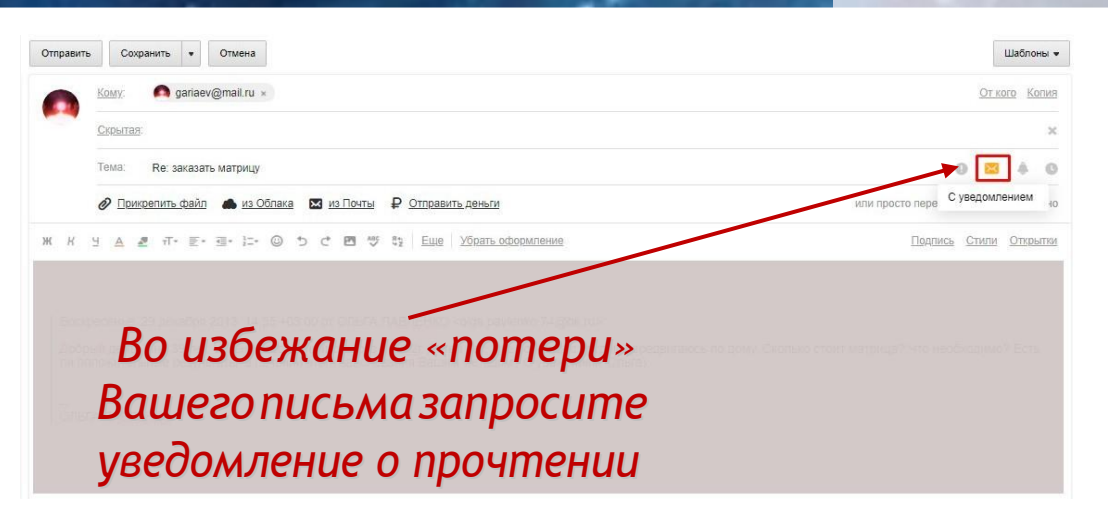 Отправить Сохранить Отмена Шаблоны
Кому: gariaev@mail.ru × От кого Копия
Скрытая:
Тема: Re: заказать матрицу
Прикрепить файл из Облака из Почты Отправить деньги или просто пере С уведомлением но
Ж К Ч А Еще Убрать оформление Подпись Стили Открытки
Во избежание «потери»
Вашего письма запросите
уведомление о прочтении